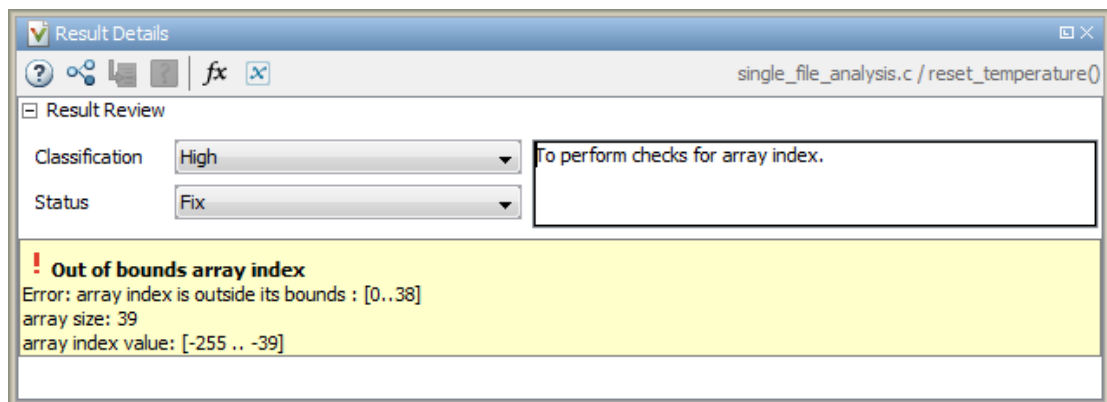 Result Details
fx x single_file_analysis.c / reset_temperature()
Result Review
Classification High To perform checks for array index.
Status Fix
! Out of bounds array index
Error: array index is outside its bounds : [0..38]
array size: 39
array index value: [-255 .. -39]